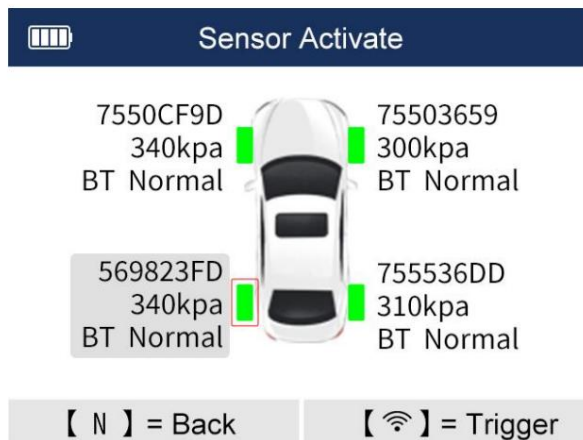 Sensor Activate
7550CF9D
340kpa
BT Normal
75503659
300kpa
BT Normal
569823FD
340kpa
BT Normal
755536DD
310kpa
BT Normal
【 N 】= Back
【 】= Trigger